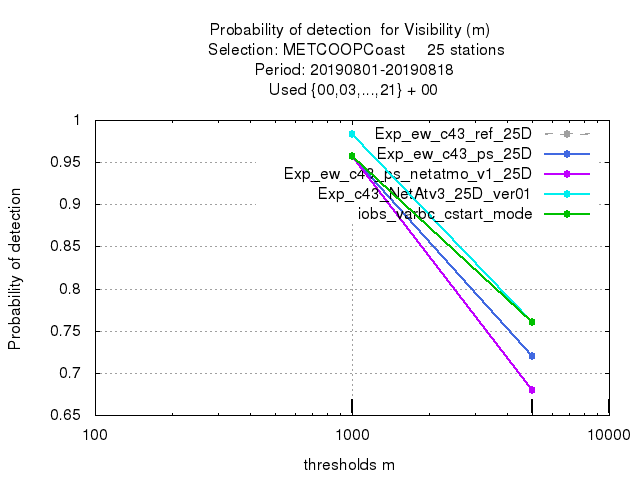 Probability of detection  for Visibility (m)
Selection: METCOOPCoast     25 stations
Period: 20190801-20190818
Used {00,03,...,21} + 00
1
0.95
0.9
0.85
0.8
0.75
0.7
0.65
Probability of detection
Exp_ew_c43_ref_25D
Exp_ew_c43_ps_25D
Exp_ew_c43_ps_netatmo_v1_25D
Exp_c43_NetAtv3_25D_ver01
iobs_varbc_cstart_mode
100
1000
10000
thresholds m